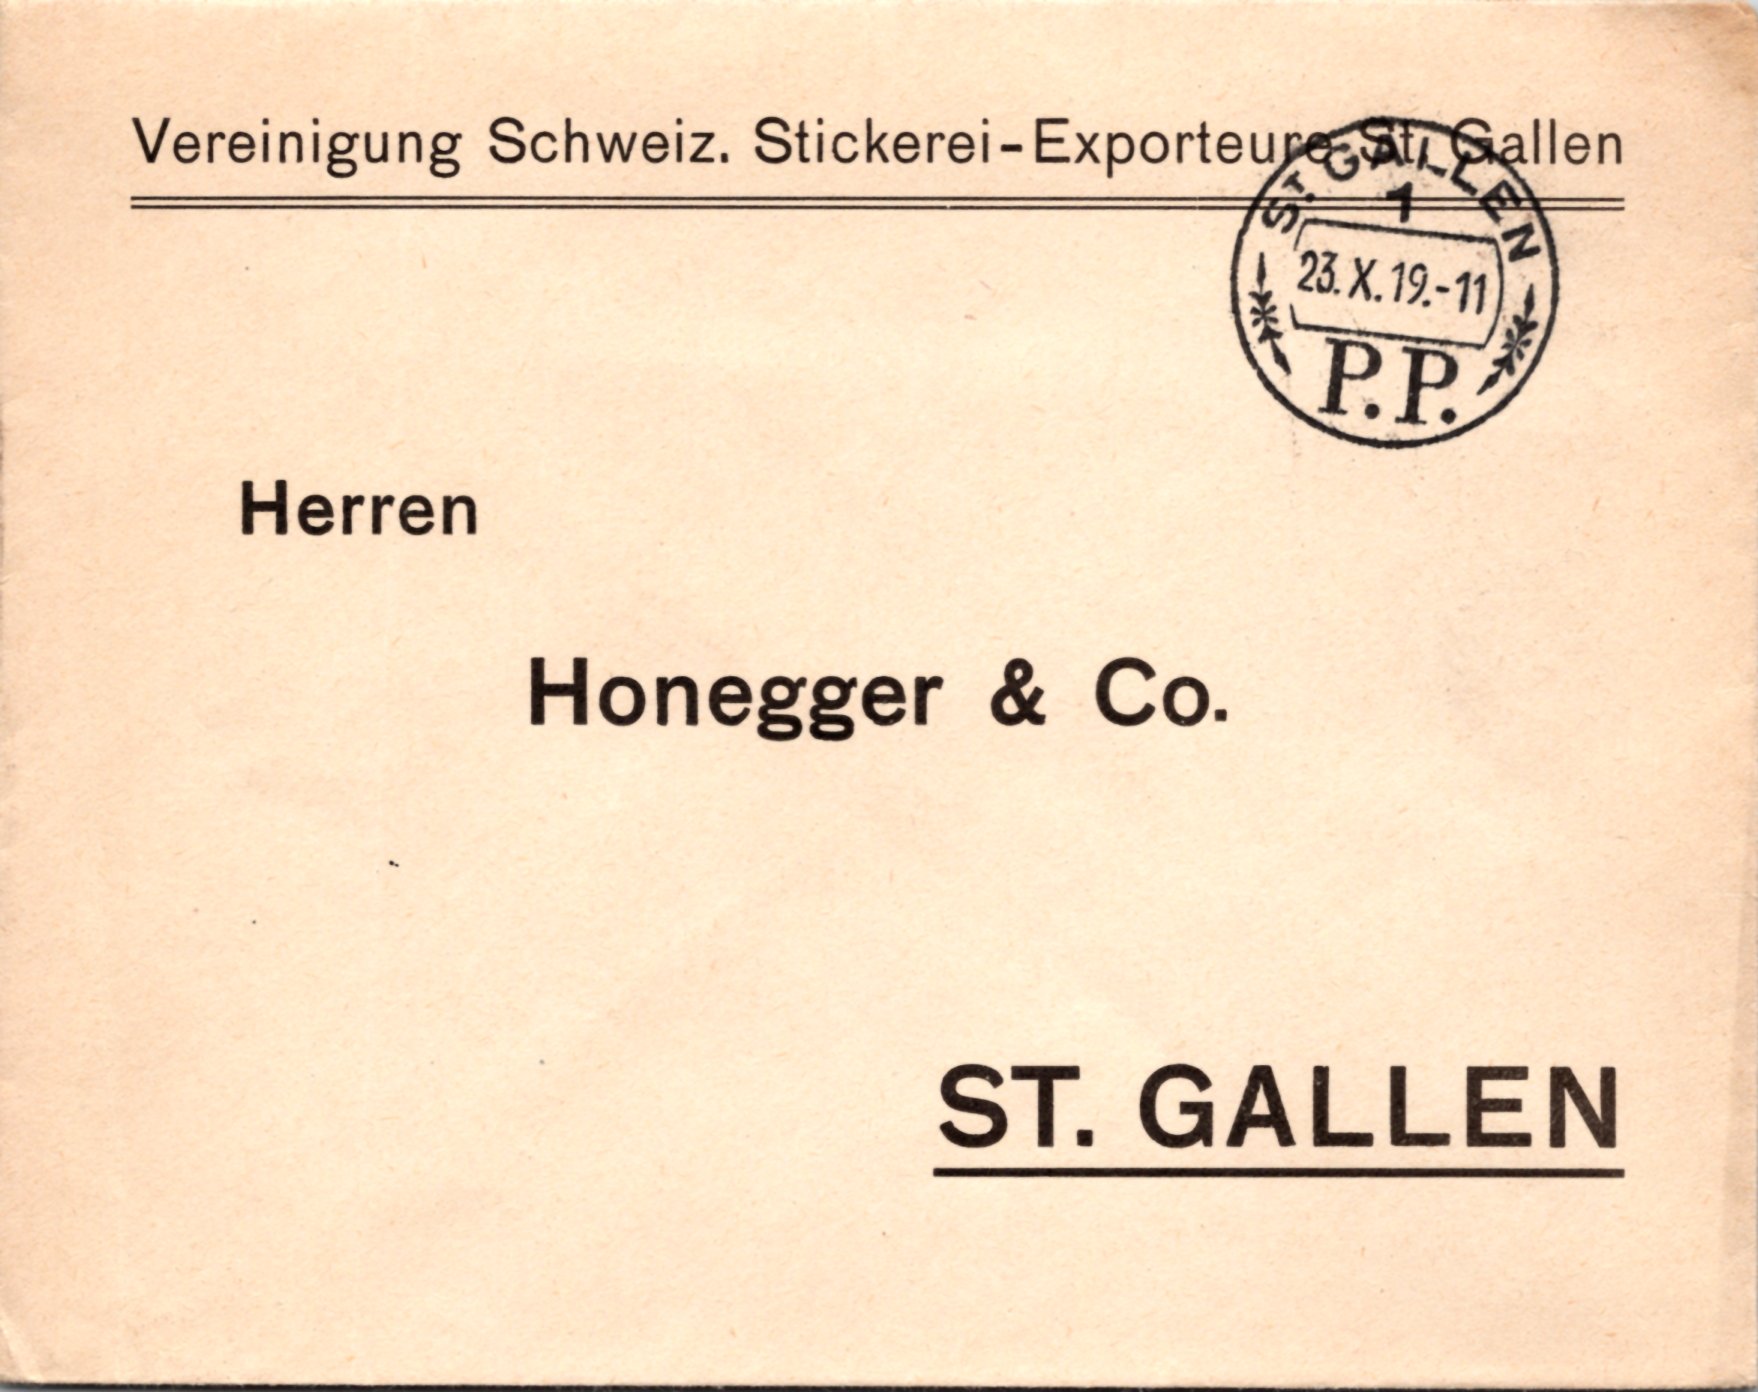 Vereinigung Schweiz. Stickerei-Exporteure St. Gallen
ST. GALLEN
1
23.X.19.-11
P.P.
Herren
Honegger & Co.
ST. GALLEN